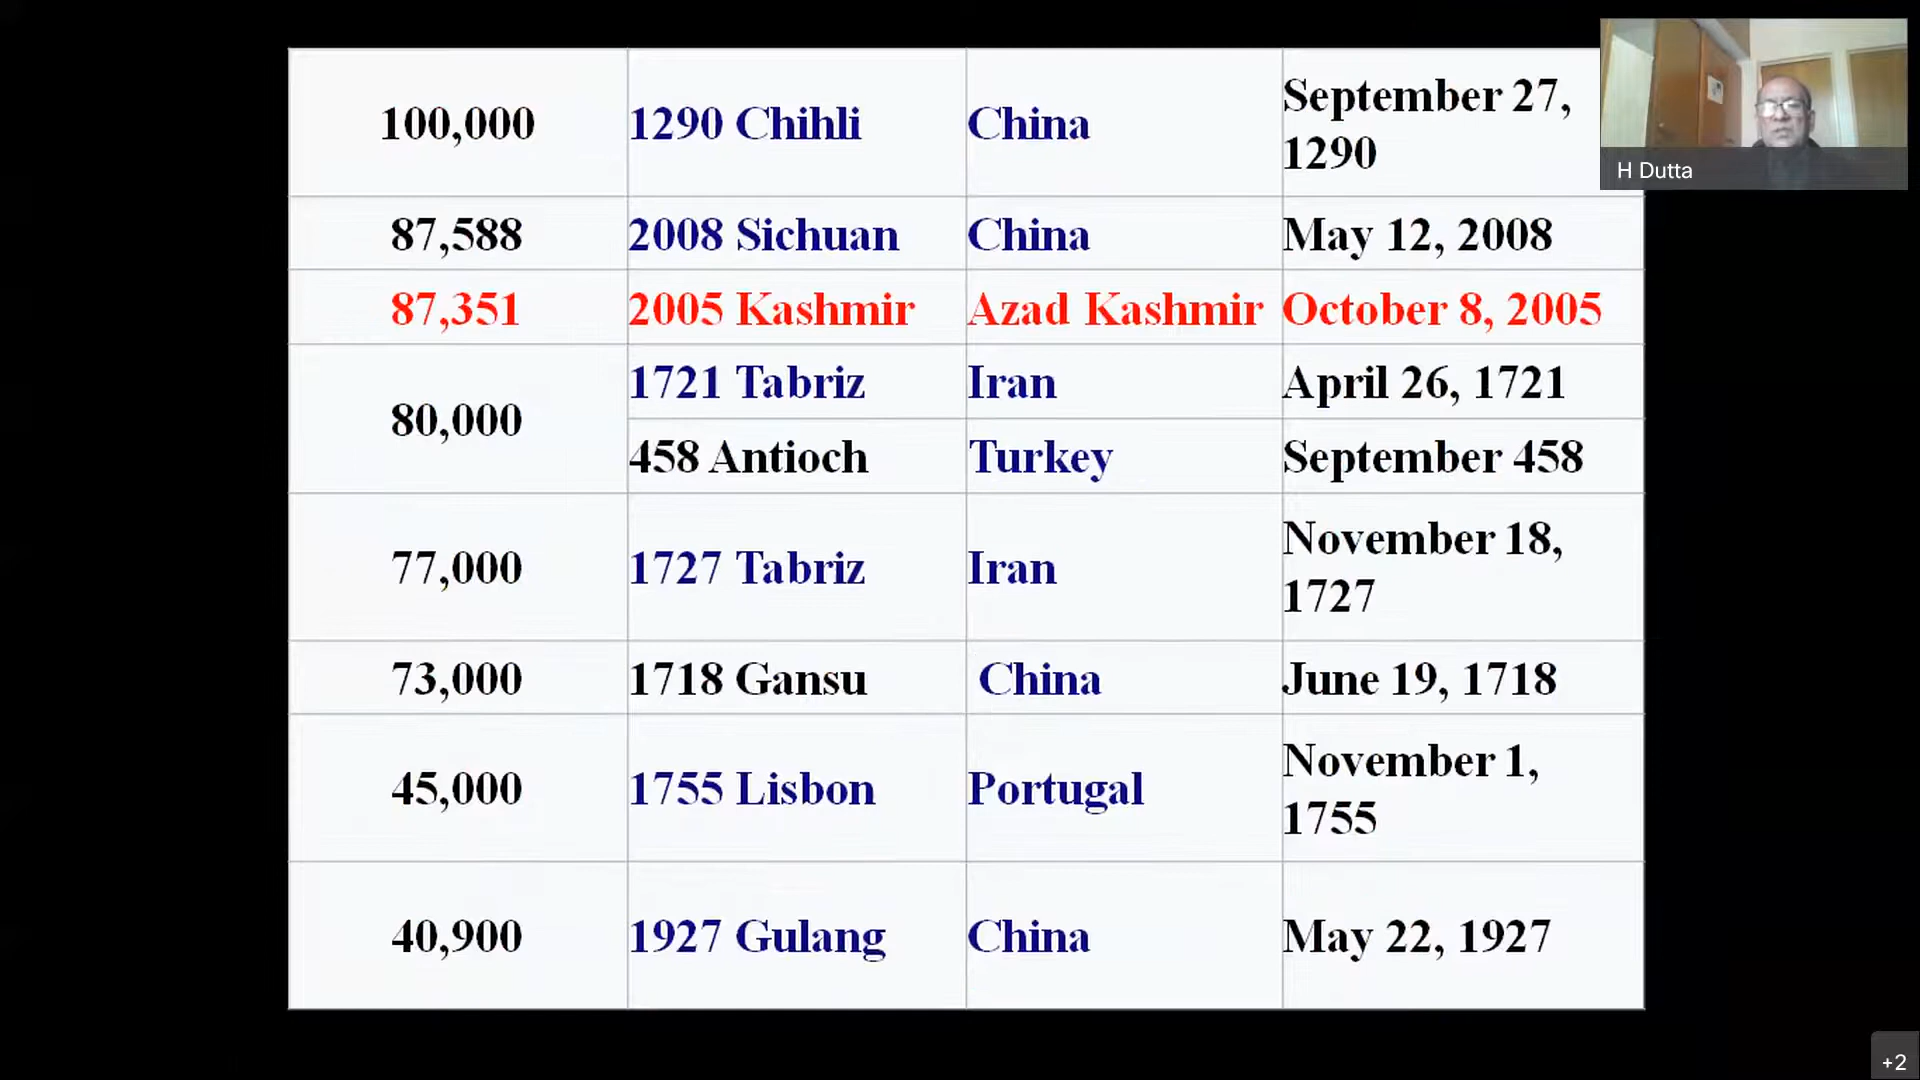 100,000 1290 Chihli China September 27,
1290
H Dutta
87,588 2008 Sichuan China May 12, 2008
87,351 2005 Kashmir Azad Kashmir October 8, 2005
80,000 1721 Tabriz Iran April 26, 1721
458 Antioch Turkey September 458
77,000 1727 Tabriz Iran November 18,
1727
73,000 1718 Gansu China June 19, 1718
45,000 1755 Lisbon Portugal November 1,
1755
40,900 1927 Gulang China May 22, 1927
+2